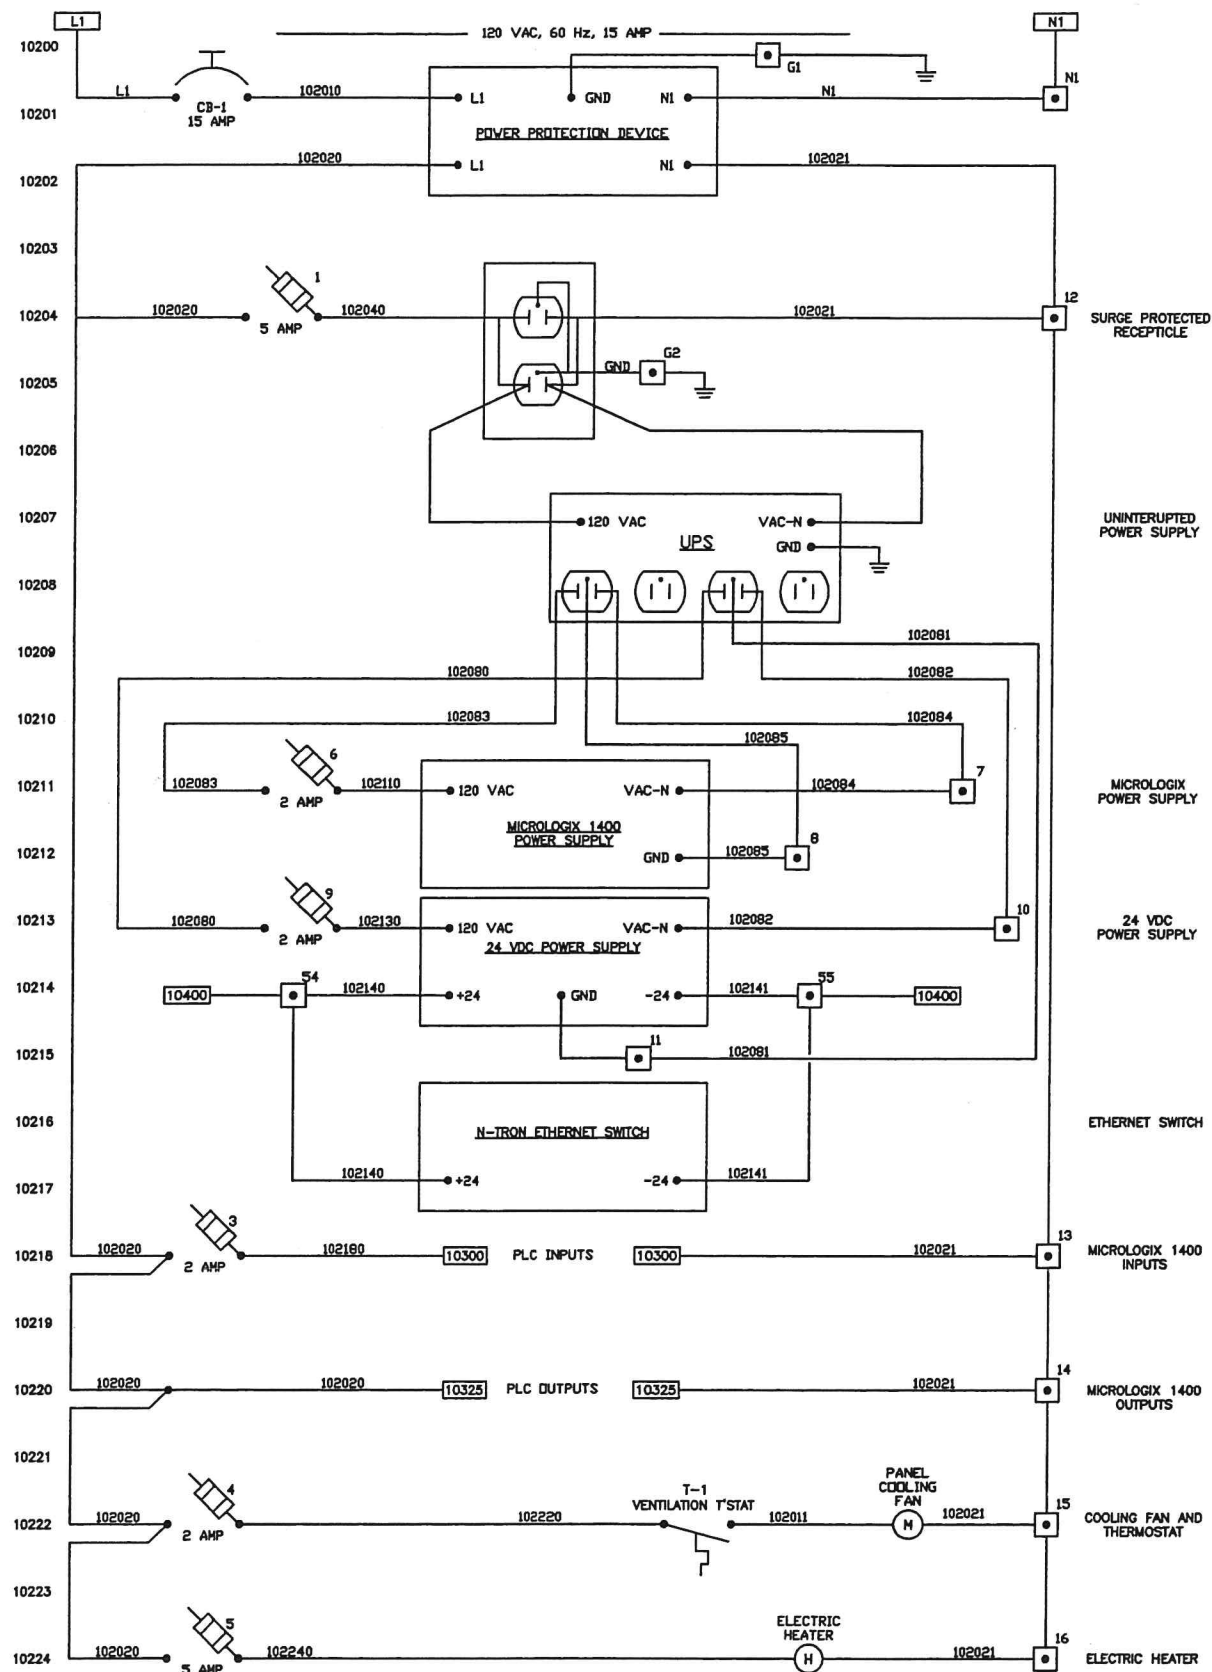 L1
N1
10200
120 VAC, 60 Hz, 15 AMP
G1
L1
102010
L1
GND
N1
N1
N1
10201
CB-1
15 AMP
POWER PROTECTION DEVICE
102020
L1
N1
102021
10202
10203
1
12
10204
102020
102040
102021
SURGE PROTECTED
RECEPTICLE
5 AMP
G2
GND
10205
10206
10207
120 VAC
VAC-N
UNINTERUPTED
POWER SUPPLY
UPS
GND
10208
102081
10209
102080
102082
10210
102083
102084
102085
6
7
10211
102083
102110
120 VAC
VAC-N
102084
MICROLOGIX
POWER SUPPLY
2 AMP
MICROLOGIX 1400
POWER SUPPLY
8
10212
GND
102085
9
10
10213
102080
102130
120 VAC
VAC-N
102082
24 VDC
POWER SUPPLY
2 AMP
24 VDC POWER SUPPLY
54
55
10214
10400
102140
+24
GND
-24
102141
10400
11
10215
102081
10216
N-TRON ETHERNET SWITCH
ETHERNET SWITCH
102140
+24
-24
102141
10217
3
13
10218
102020
102180
10300
PLC INPUTS
10300
102021
MICROLOGIX 1400
INPUTS
2 AMP
10219
14
10220
102020
102020
10325
PLC OUTPUTS
10325
102021
MICROLOGIX 1400
OUTPUTS
10221
4
T-1
VENTILATION T'STAT
PANEL
COOLING
FAN
15
10222
102020
102220
102011
M
102021
COOLING FAN AND
THERMOSTAT
2 AMP
10223
5
ELECTRIC
HEATER
16
10224
102020
102240
H
102021
ELECTRIC HEATER
5 AMP